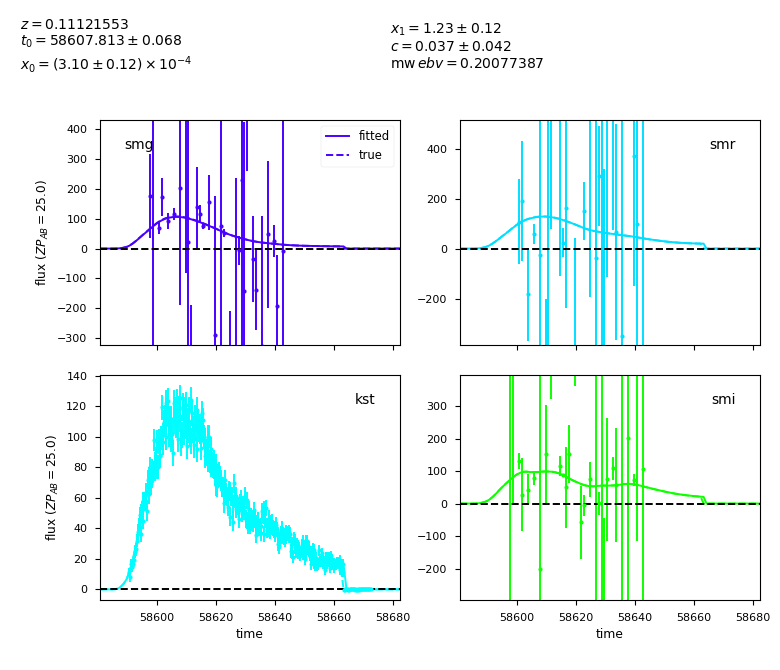 z = 0.11121553
t₀ = 58607.813 ± 0.068
x₀ = (3.10 ± 0.12) × 10⁻⁴
x₁ = 1.23 ± 0.12
c = 0.037 ± 0.042
mw ebv = 0.20077387
smg
fitted
true
flux (ZP_AB = 25.0)
400
300
200
100
0
−100
−200
−300
smr
400
200
0
−200
kst
flux (ZP_AB = 25.0)
140
120
100
80
60
40
20
0
58600 58620 58640 58660 58680
time
smi
300
200
100
0
−100
−200
58600 58620 58640 58660 58680
time